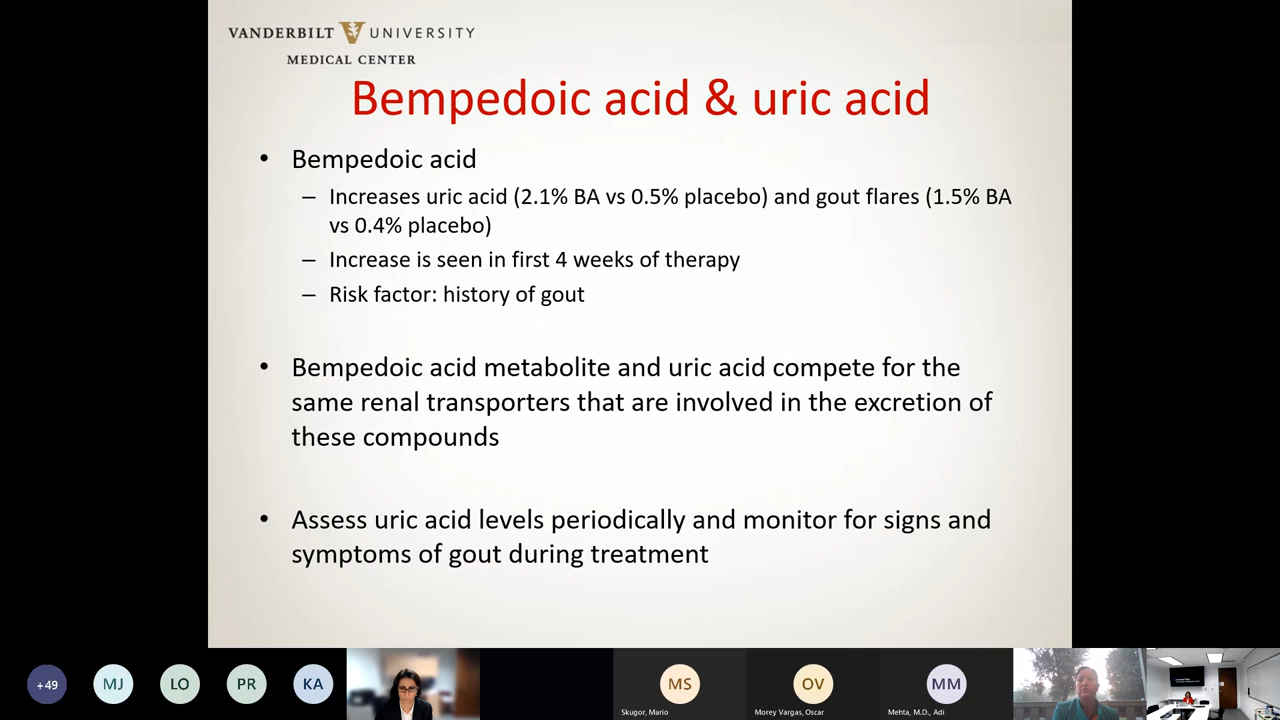 VANDERBILT UNIVERSITY
MEDICAL CENTER
Bempedoic acid & uric acid
• Bempedoic acid
– Increases uric acid (2.1% BA vs 0.5% placebo) and gout flares (1.5% BA
vs 0.4% placebo)
– Increase is seen in first 4 weeks of therapy
– Risk factor: history of gout
• Bempedoic acid metabolite and uric acid compete for the
same renal transporters that are involved in the excretion of
these compounds
• Assess uric acid levels periodically and monitor for signs and
symptoms of gout during treatment
+49
MJ
LO
PR
KA
MS
OV
MM
Skugor, Mario
Morey Vargas, Oscar
Mehta, M.D., Adi